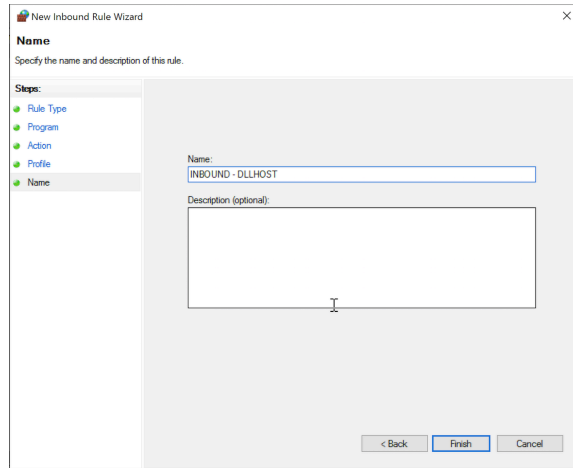 New Inbound Rule Wizard
Name
Specify the name and description of this rule.
Steps:
Rule Type
Program
Action
Profile
Name
Name:
INBOUND - DLLHOST
Description (optional):
< Back
Finish
Cancel